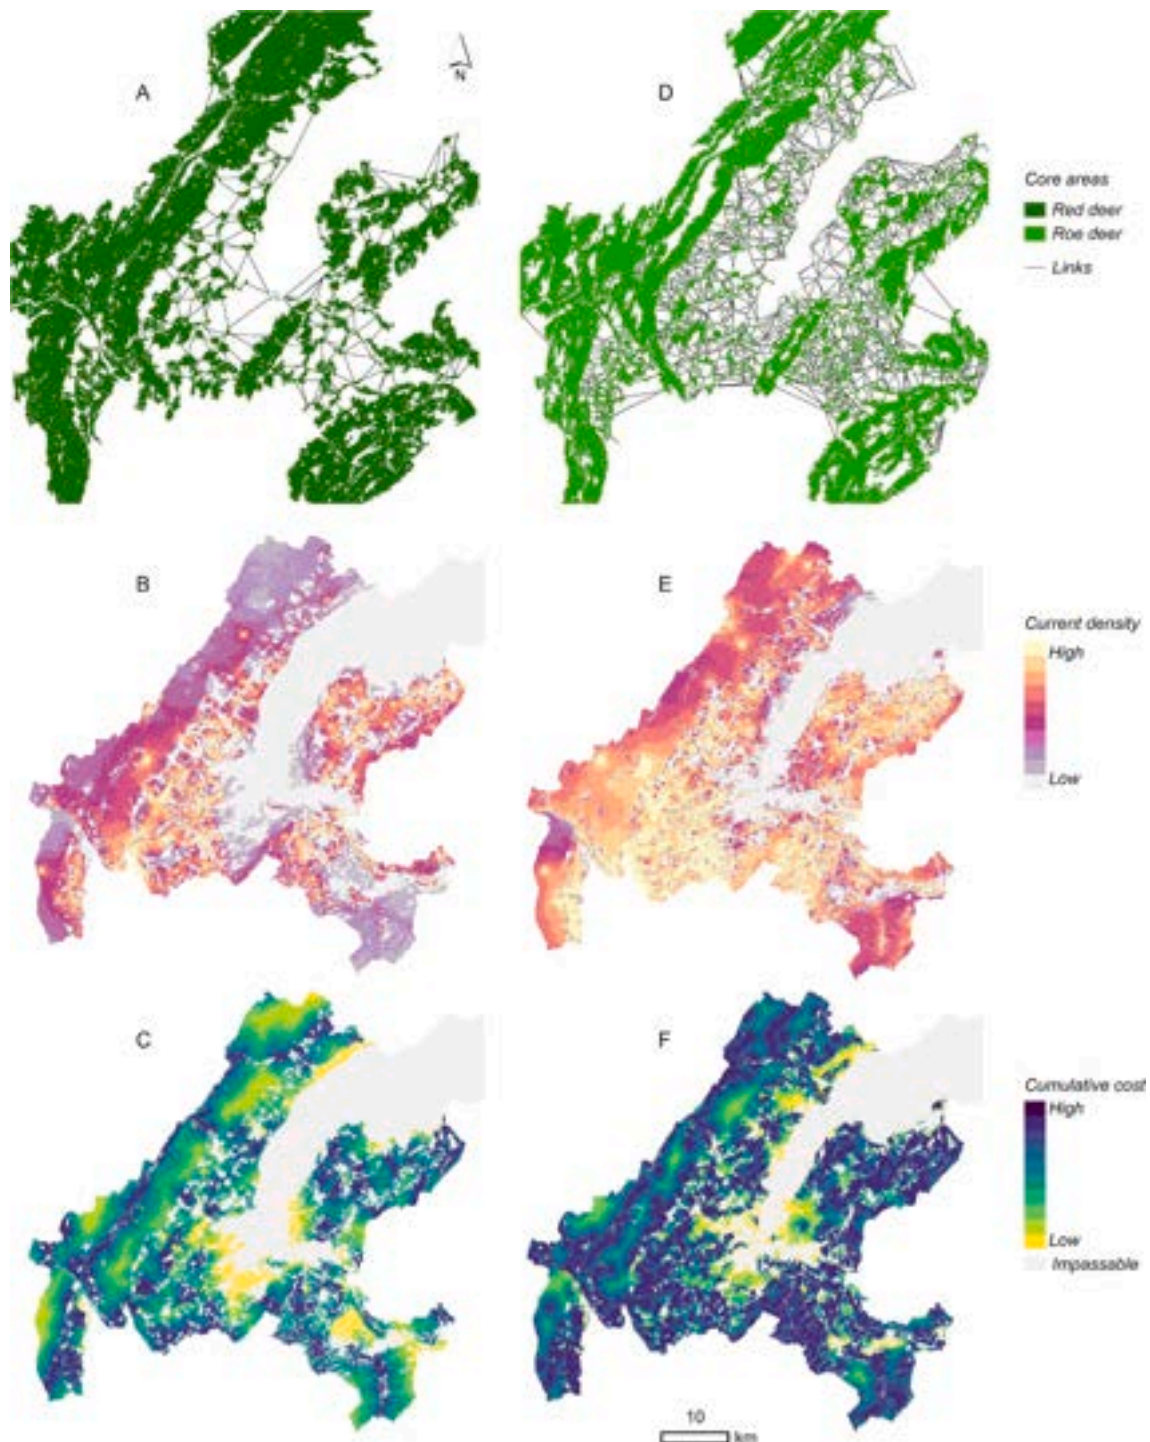 A
N
D
Core areas
Red deer
Roe deer
Links
B
E
Current density
High
Low
C
F
Cumulative cost
High
Low
Impassable
10
km